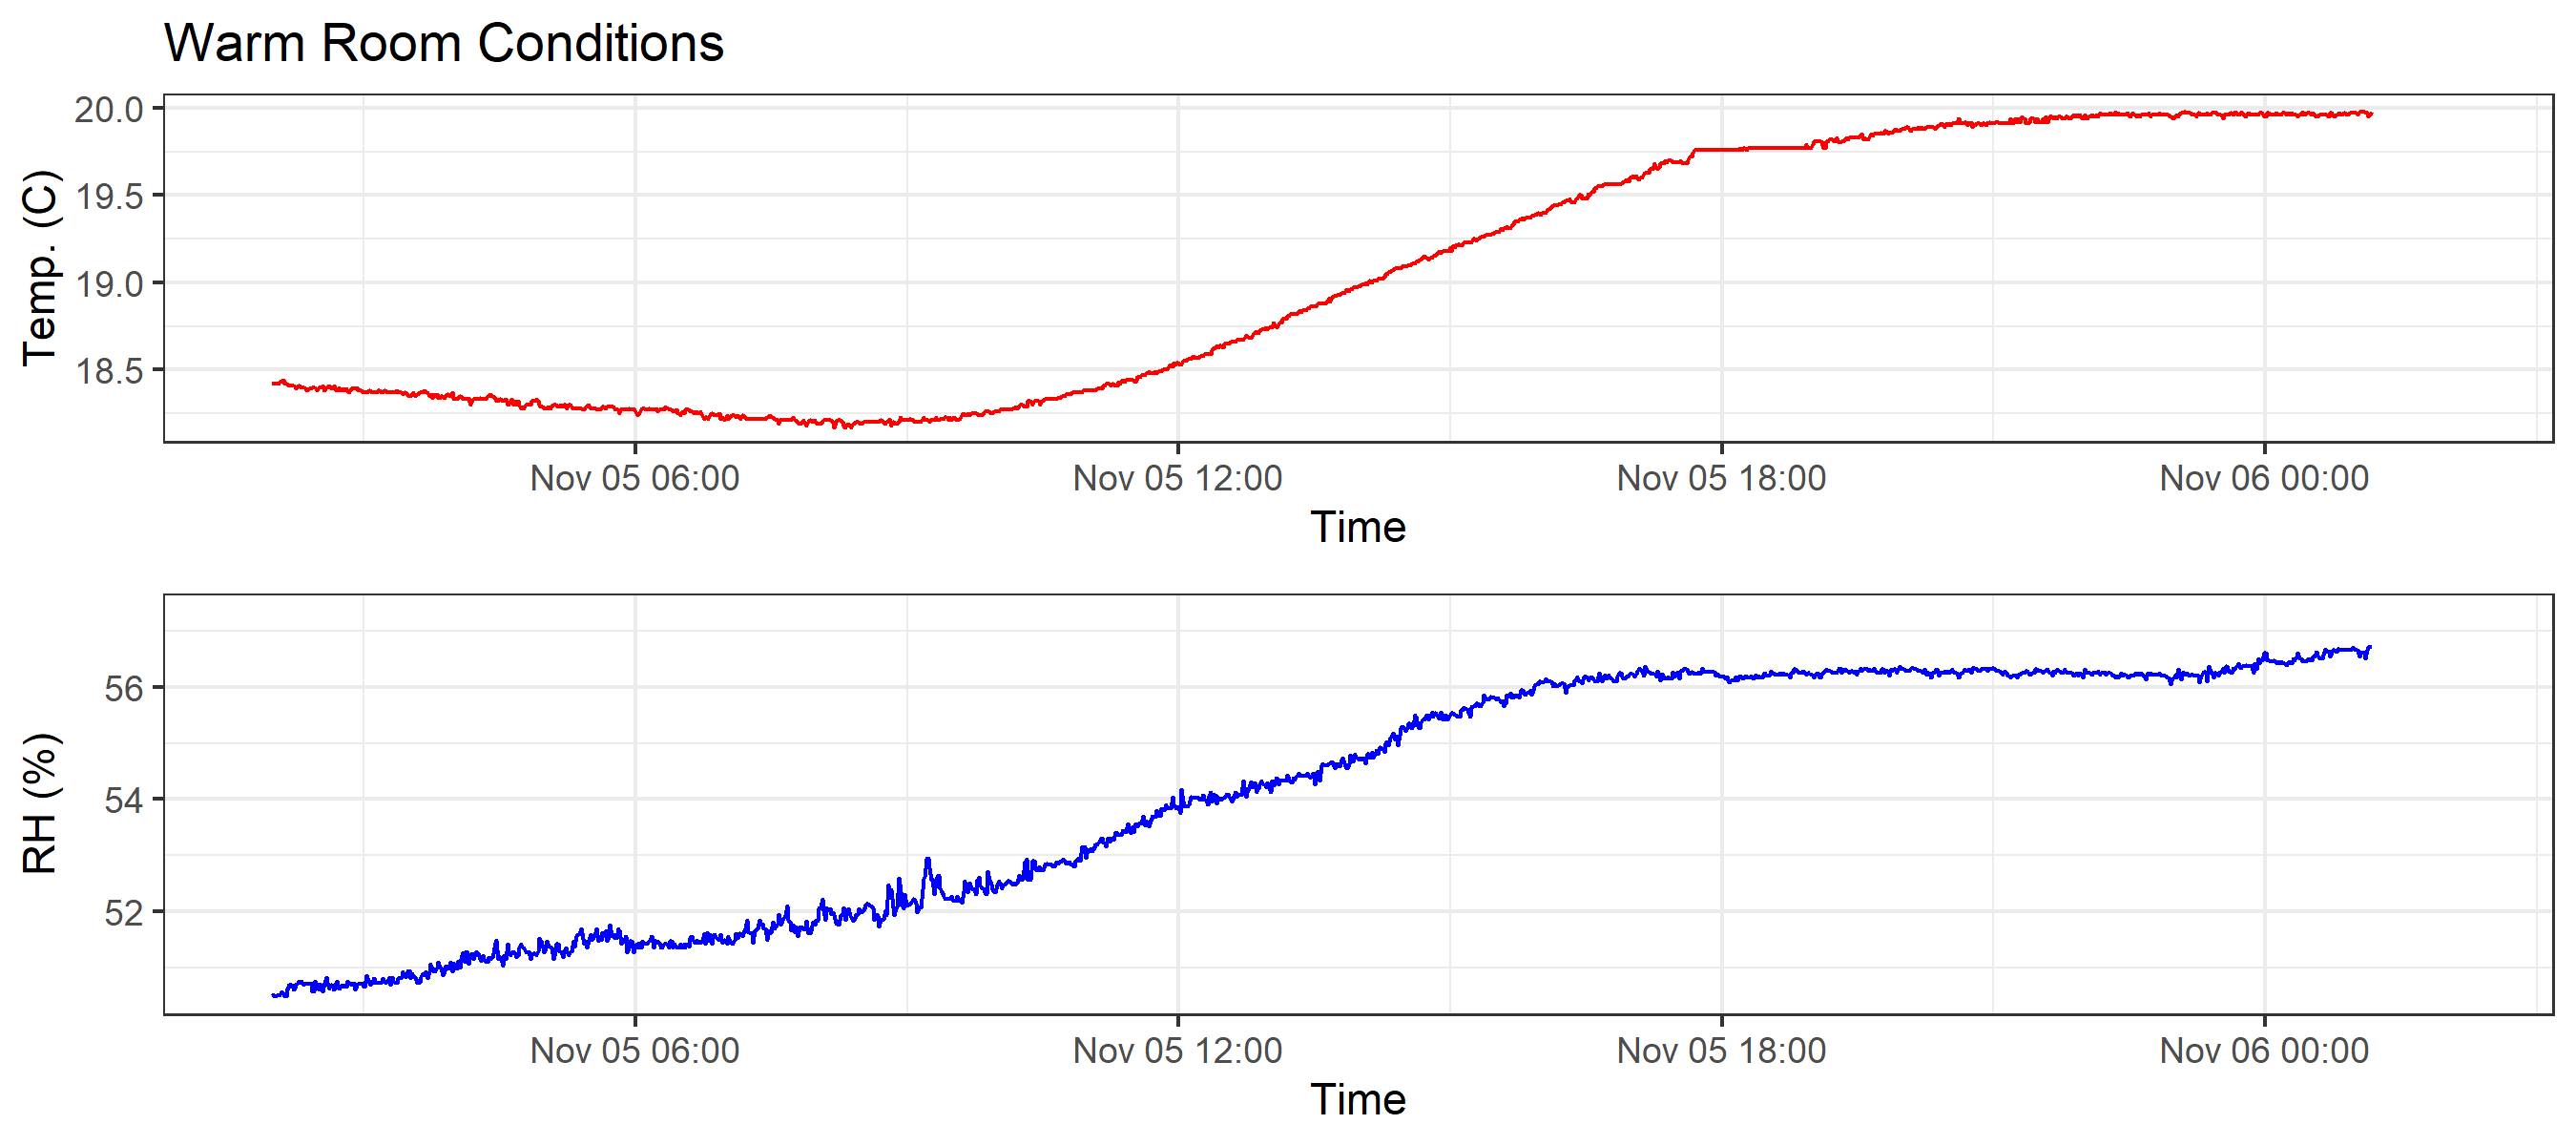 Warm Room Conditions
20.0
19.5
19.0
18.5
Temp. (C)
Nov 05 06:00 Nov 05 12:00 Nov 05 18:00 Nov 06 00:00
Time
56
54
52
RH (%)
Nov 05 06:00 Nov 05 12:00 Nov 05 18:00 Nov 06 00:00
Time